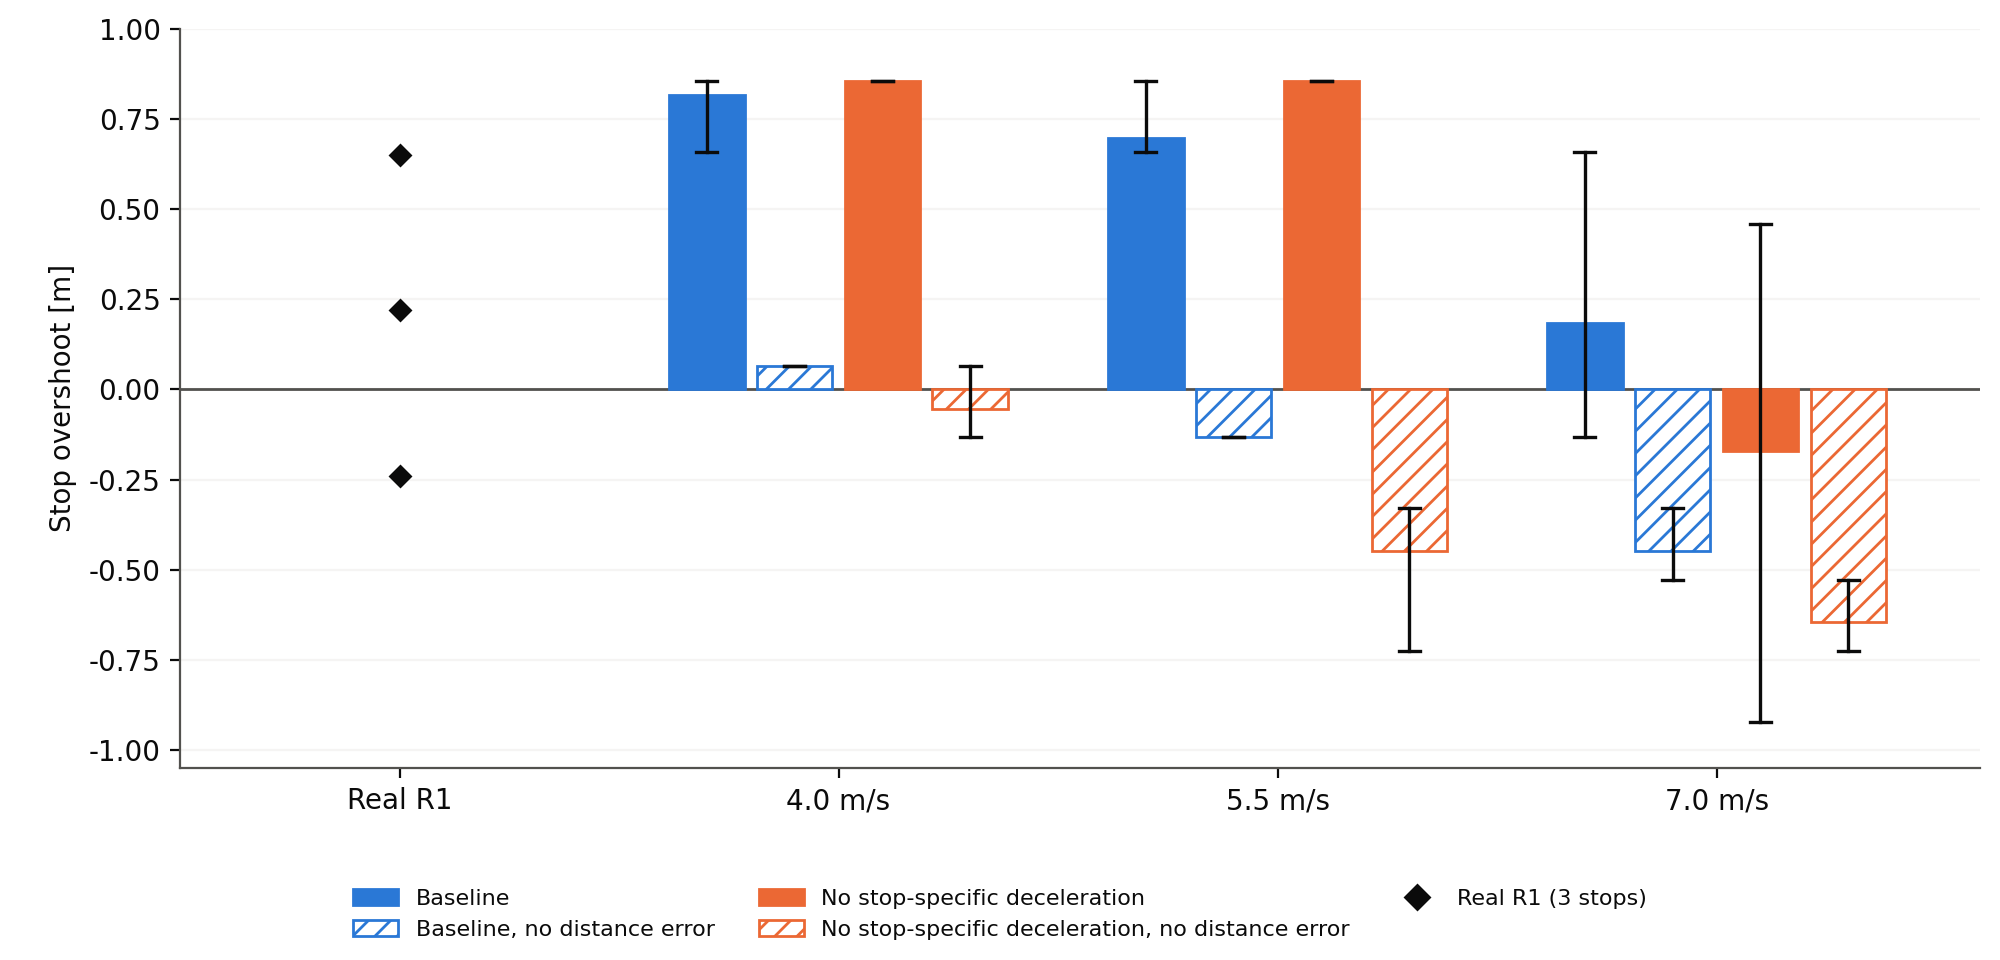 1.00
0.75
0.50
0.25
0.00
-0.25
-0.50
-0.75
-1.00
Stop overshoot [m]
Real R1
4.0 m/s
5.5 m/s
7.0 m/s
Baseline
Baseline, no distance error
No stop-specific deceleration
No stop-specific deceleration, no distance error
Real R1 (3 stops)